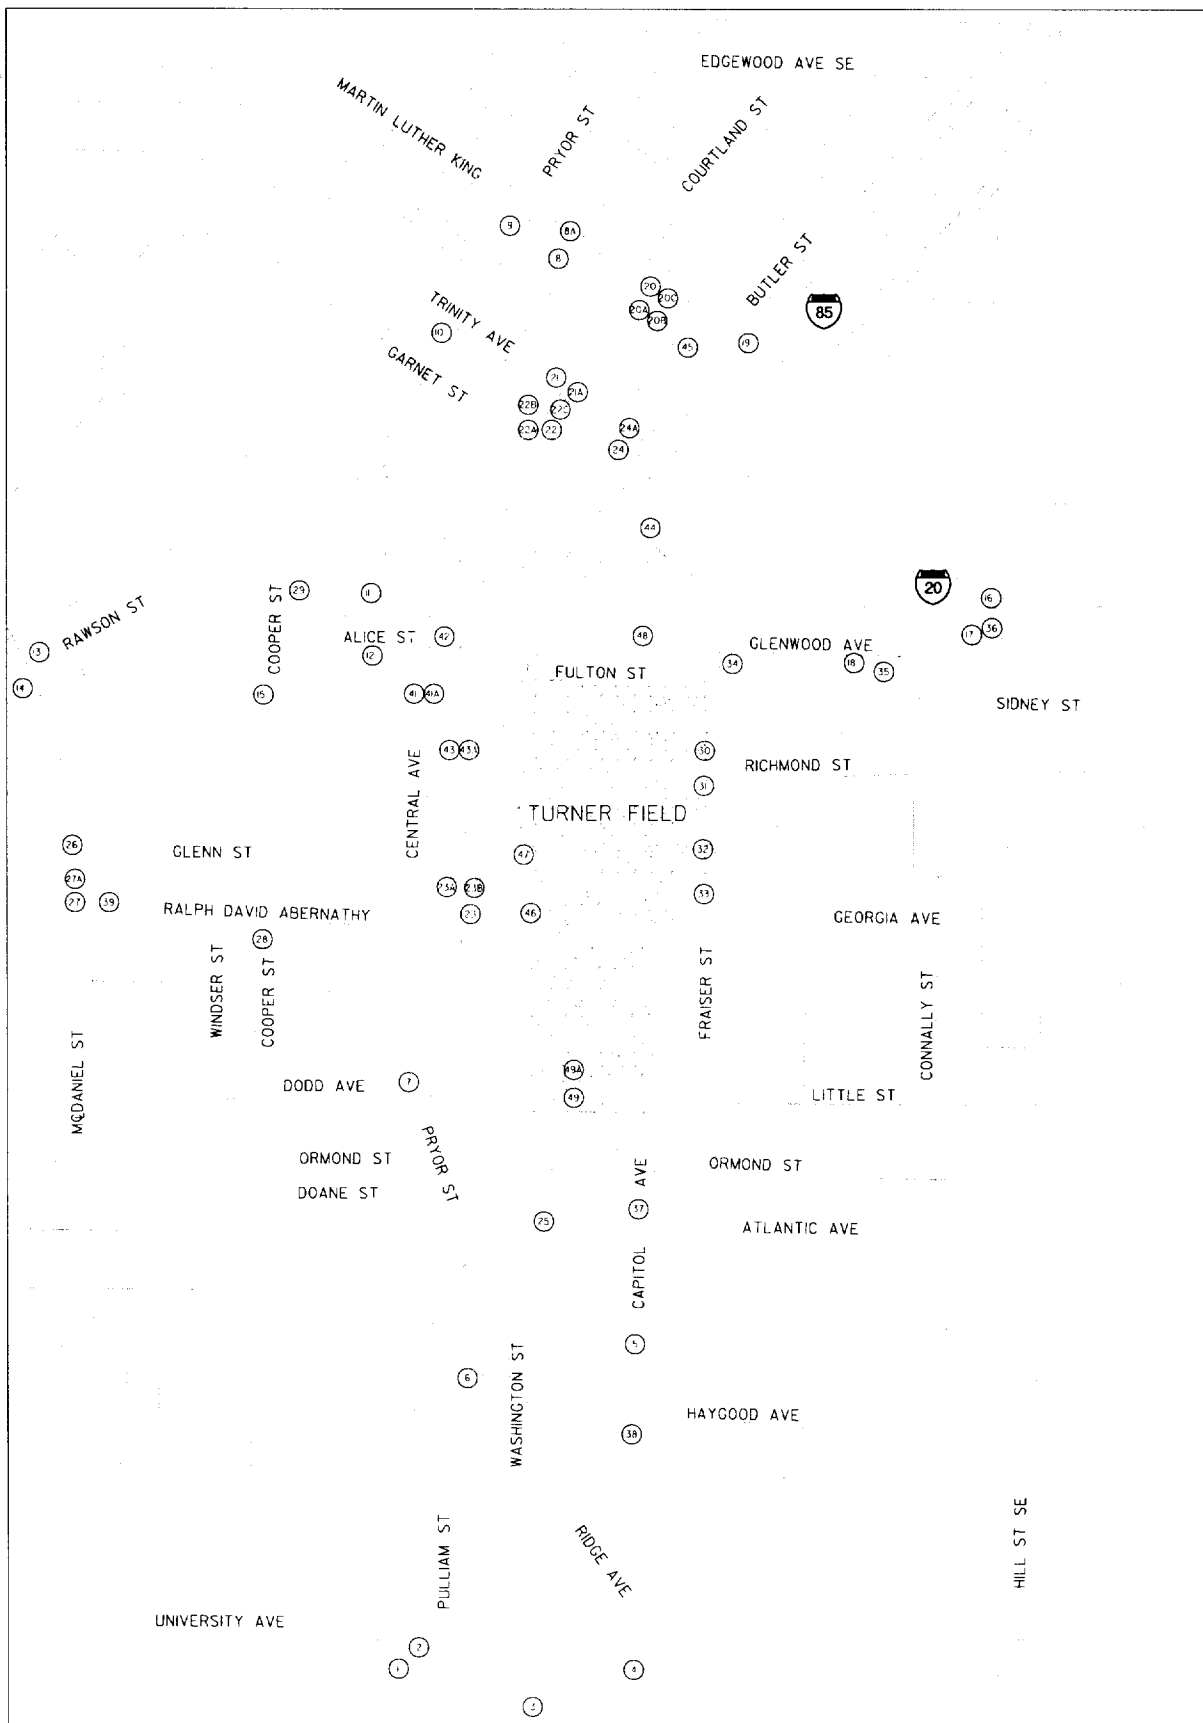 EDGEWOOD AVE SE
MARTIN LUTHER KING
PRYOR ST
COURTLAND ST
9
8A
8
BUTLER ST
20
20C
20A
20B
85
TRINITY AVE
10
45
19
GARNET ST
21
21A
22B
22C
22A
22
24A
24
44
RAWSON ST
COOPER ST
29
11
20
16
13
ALICE ST
42
48
GLENWOOD AVE
17
36
12
FULTON ST
34
18
35
14
15
41
41A
SIDNEY ST
CENTRAL AVE
43
43A
30
RICHMOND ST
31
TURNER FIELD
26
GLENN ST
47
32
27A
23A
23B
33
27
39
RALPH DAVID ABERNATHY
23
46
GEORGIA AVE
28
WINDSER ST
COOPER ST
FRAISER ST
CONNALLY ST
MCDANIEL ST
DODD AVE
7
49A
49
LITTLE ST
PRYOR ST
ORMOND ST
ORMOND ST
DOANE ST
CAPITOL AVE
37
25
ATLANTIC AVE
5
WASHINGTON ST
6
HAYGOOD AVE
38
PULLIAM ST
RIDGE AVE
HILL ST SE
UNIVERSITY AVE
2
1
4
3